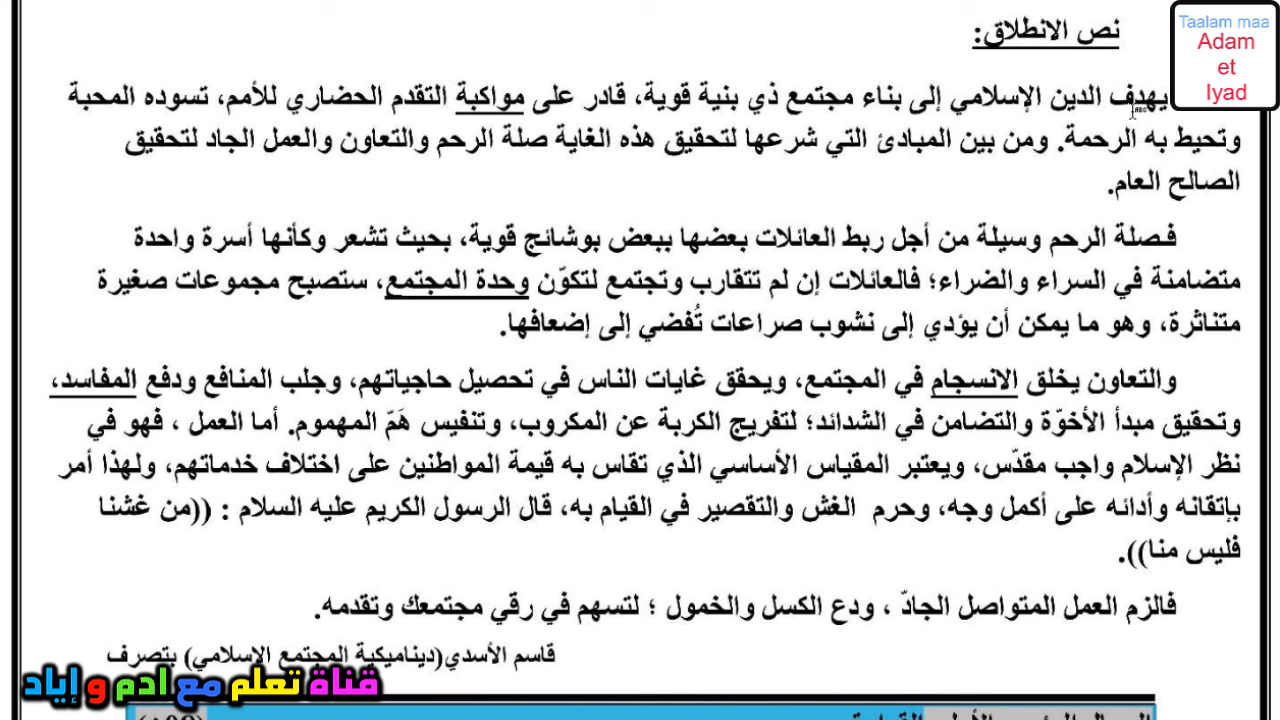 Taalam maa
Adam
et
Iyad
نص الانطلاق:
يهدف الدين الإسلامي إلى بناء مجتمع ذي بنية قوية، قادر على مواكبة التقدم الحضاري للأمم، تسوده المحبة
وتحيط به الرحمة. ومن بين المبادئ التي شرعها لتحقيق هذه الغاية صلة الرحم والتعاون والعمل الجاد لتحقيق
الصالح العام.
فصلة الرحم وسيلة من أجل ربط العائلات بعضها ببعض بوشائج قوية، بحيث تشعر وكأنها أسرة واحدة
متضامنة في السراء والضراء؛ فالعائلات إن لم تتقارب وتجتمع لتكوّن وحدة المجتمع، ستصبح مجموعات صغيرة
متناثرة، وهو ما يمكن أن يؤدي إلى نشوب صراعات تُفضي إلى إضعافها.
والتعاون يخلق الانسجام في المجتمع، ويحقق غايات الناس في تحصيل حاجياتهم، وجلب المنافع ودفع المفاسد،
وتحقيق مبدأ الأخوّة والتضامن في الشدائد؛ لتفريج الكربة عن المكروب، وتنفيس هَمّ المهموم. أما العمل ، فهو في
نظر الإسلام واجب مقدّس، ويعتبر المقياس الأساسي الذي تقاس به قيمة المواطنين على اختلاف خدماتهم، ولهذا أمر
بإتقانه وأدائه على أكمل وجه، وحرم الغش والتقصير في القيام به، قال الرسول الكريم عليه السلام : ((من غشنا
فليس منا)).
فالزم العمل المتواصل الجادّ ، ودع الكسل والخمول ؛ لتسهم في رقي مجتمعك وتقدمه.
قاسم الأسدي(ديناميكية المجتمع الإسلامي) بتصرف
قناة تعلم مع ادم و إياد